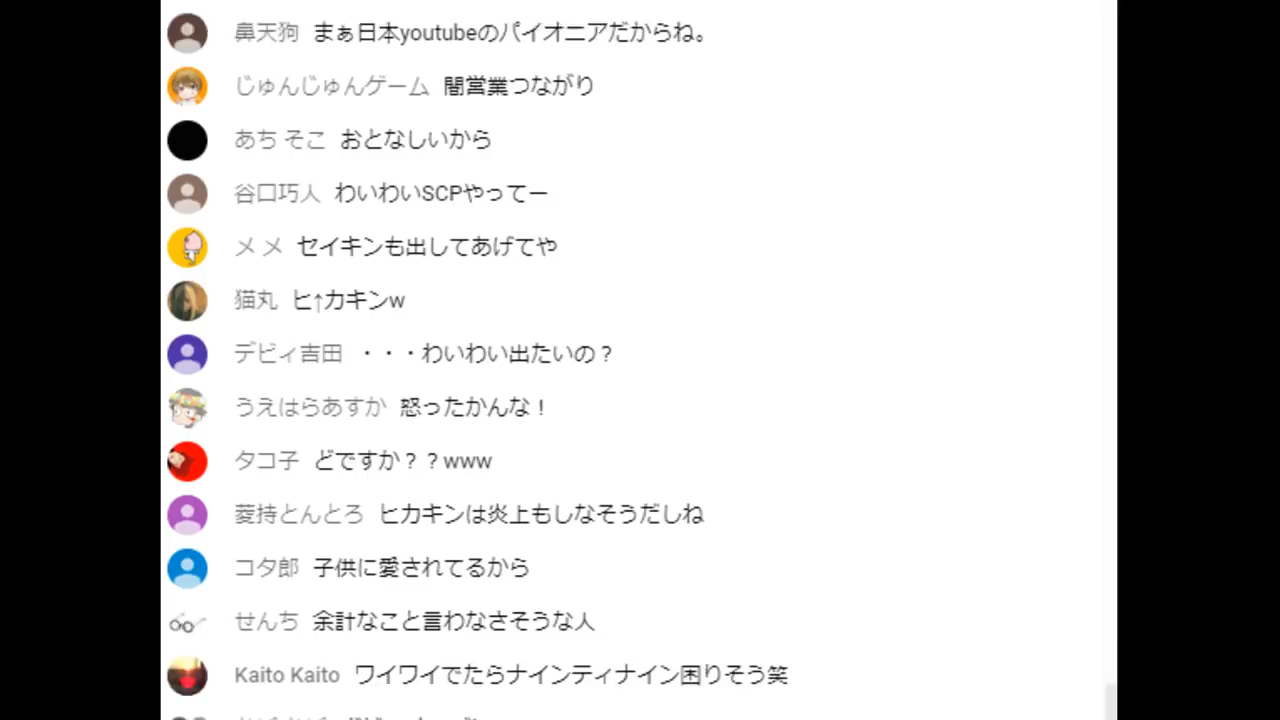 鼻天狗 まぁ日本youtubeのパイオニアだからね。
じゅんじゅんゲーム 闇営業つながり
あち そこ おとなしいから
谷口巧人 わいわいSCPやってー
メ メ セイキンも出してあげてや
猫丸 ヒ↑カキンw
デビィ吉田 ・・・わいわい出たいの？
うえはらあすか 怒ったかんな！
タコ子 どですか？？www
菱持とんとろ ヒカキンは炎上もしなそうだしね
コタ郎 子供に愛されてるから
せんち 余計なこと言わなさそうな人
Kaito Kaito ワイワイでたらナインティナイン困りそう笑